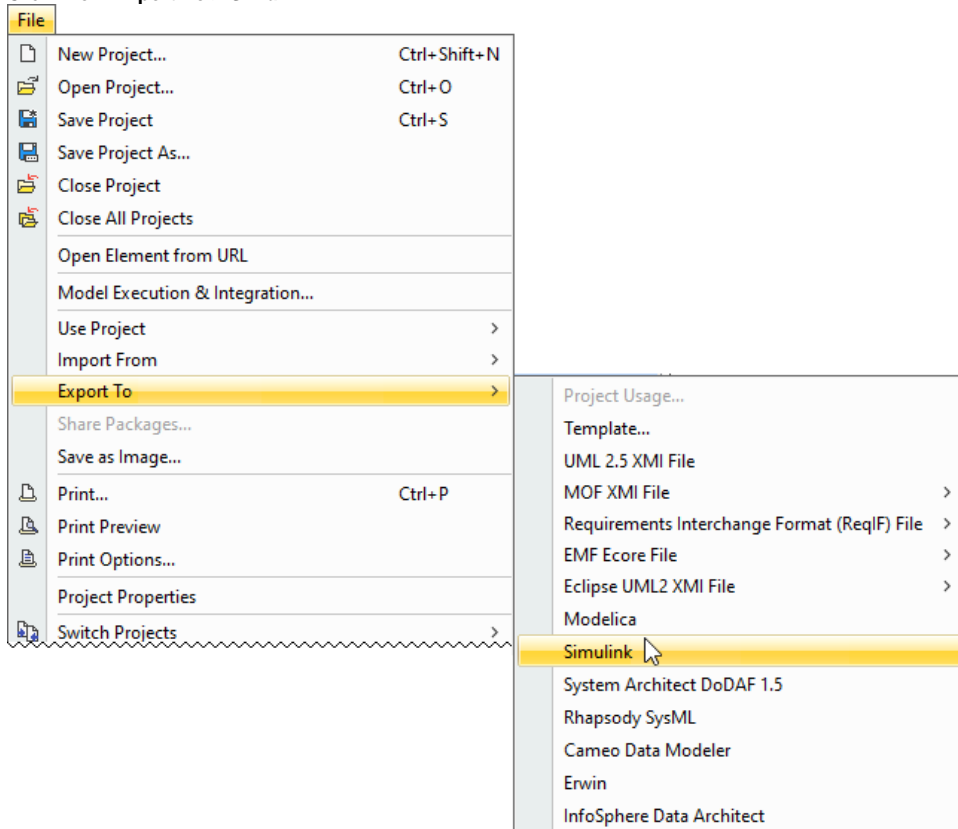 File
New Project... Ctrl+Shift+N
Open Project... Ctrl+O
Save Project Ctrl+S
Save Project As...
Close Project
Close All Projects
Open Element from URL
Model Execution & Integration...
Use Project >
Import From >
Export To >
Share Packages...
Save as Image...
Print... Ctrl+P
Print Preview
Print Options...
Project Properties
Switch Projects >
Project Usage...
Template...
UML 2.5 XMI File
MOF XMI File >
Requirements Interchange Format (ReqIF) File >
EMF Ecore File >
Eclipse UML2 XMI File >
Modelica
Simulink
System Architect DoDAF 1.5
Rhapsody SysML
Cameo Data Modeler
Erwin
InfoSphere Data Architect